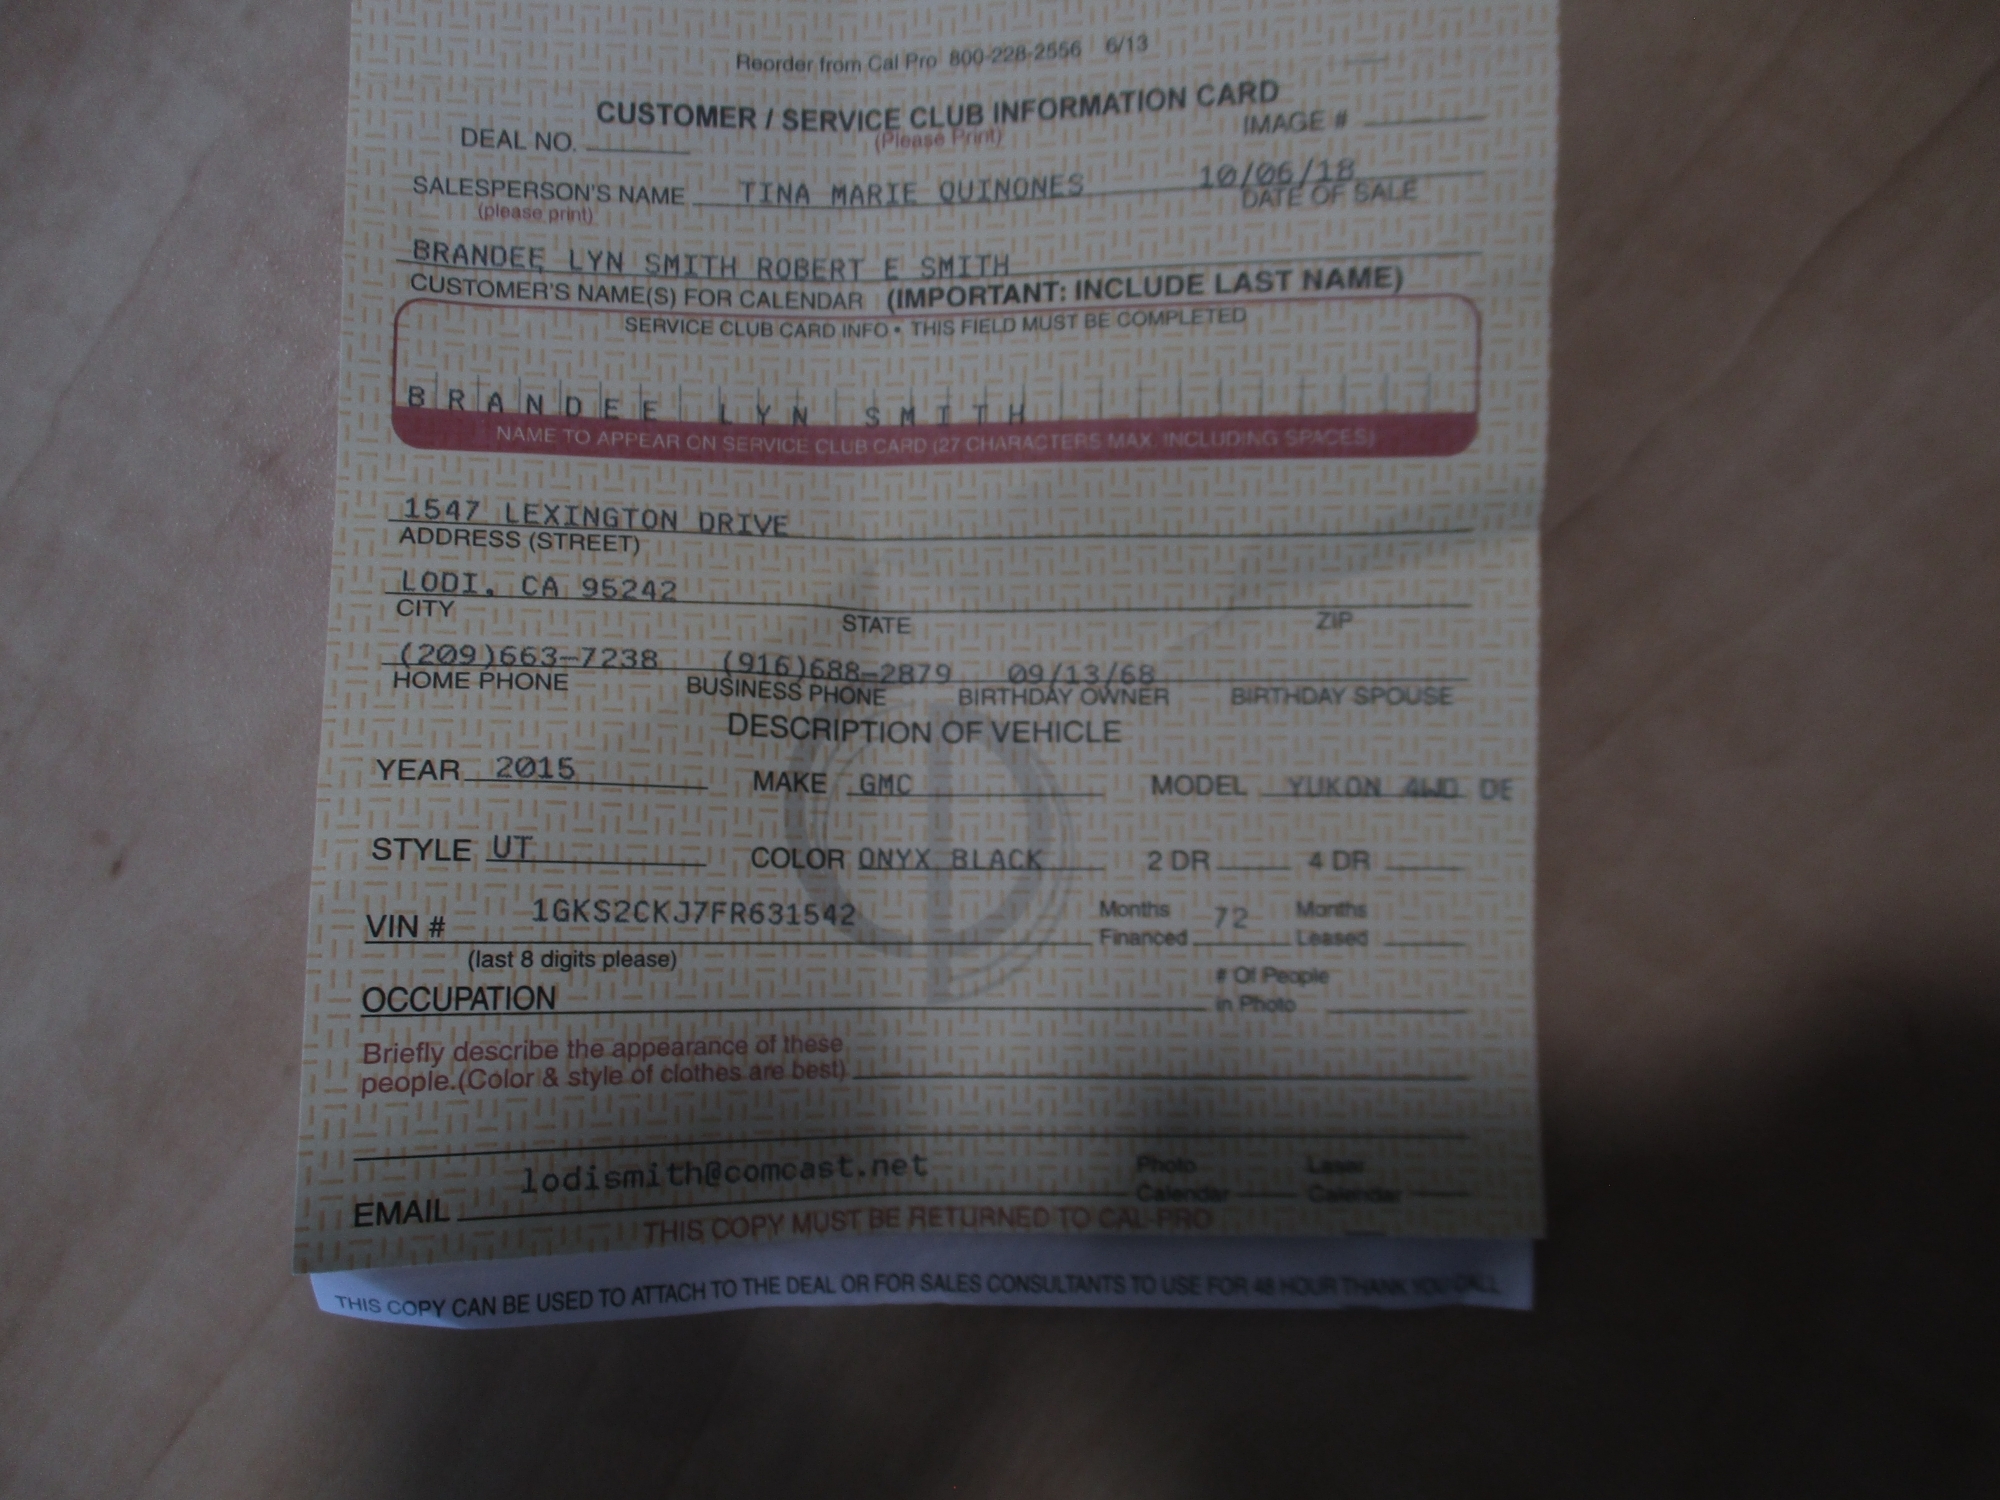 Reorder from Cal Pro 800-228-2556 6/13
CUSTOMER / SERVICE CLUB INFORMATION CARD
DEAL NO. (Please Print) IMAGE #
SALESPERSON'S NAME TINA MARIE QUINONES 10/06/18
(please print) DATE OF SALE
BRANDEE LYN SMITH ROBERT E SMITH
CUSTOMER'S NAME(S) FOR CALENDAR (IMPORTANT: INCLUDE LAST NAME)
SERVICE CLUB CARD INFO • THIS FIELD MUST BE COMPLETED
BRANDEE LYN SMITH
NAME TO APPEAR ON SERVICE CLUB CARD (27 CHARACTERS MAX. INCLUDING SPACES)
1547 LEXINGTON DRIVE
ADDRESS (STREET)
LODI, CA 95242
CITY STATE ZIP
(209)663-7238 (916)688-2879 09/13/68
HOME PHONE BUSINESS PHONE BIRTHDAY OWNER BIRTHDAY SPOUSE
DESCRIPTION OF VEHICLE
YEAR 2015 MAKE GMC MODEL YUKON 4WD DE
STYLE UT COLOR ONYX BLACK 2 DR 4 DR
VIN # 1GKS2CKJ7FR631542 Months Financed 72 Months Leased
(last 8 digits please)
OCCUPATION # Of People in Photo
Briefly describe the appearance of these
people.(Color & style of clothes are best)
EMAIL lodismith@comcast.net Photo Calendar Laser Calendar
THIS COPY MUST BE RETURNED TO CAL-PRO
THIS COPY CAN BE USED TO ATTACH TO THE DEAL OR FOR SALES CONSULTANTS TO USE FOR 48 HOUR THANK YOU CALL